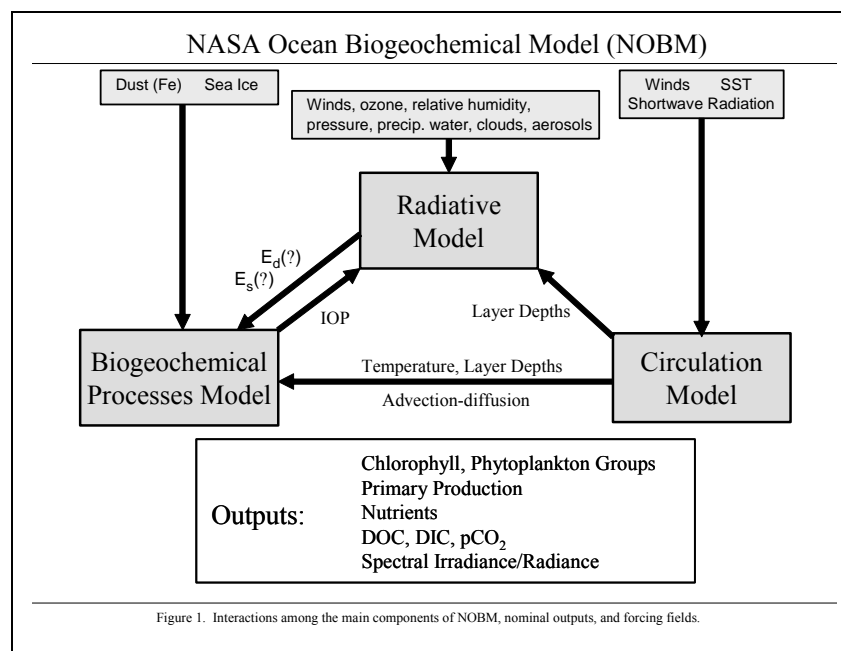 NASA Ocean Biogeochemical Model (NOBM)
Dust (Fe) Sea Ice
Winds, ozone, relative humidity,
pressure, precip. water, clouds, aerosols
Winds SST
Shortwave Radiation
Radiative
Model
E_d(?)
E_s(?)
IOP
Layer Depths
Biogeochemical
Processes Model
Temperature, Layer Depths
Advection-diffusion
Circulation
Model
Outputs:
Chlorophyll, Phytoplankton Groups
Primary Production
Nutrients
DOC, DIC, pCO₂
Spectral Irradiance/Radiance
Figure 1. Interactions among the main components of NOBM, nominal outputs, and forcing fields.